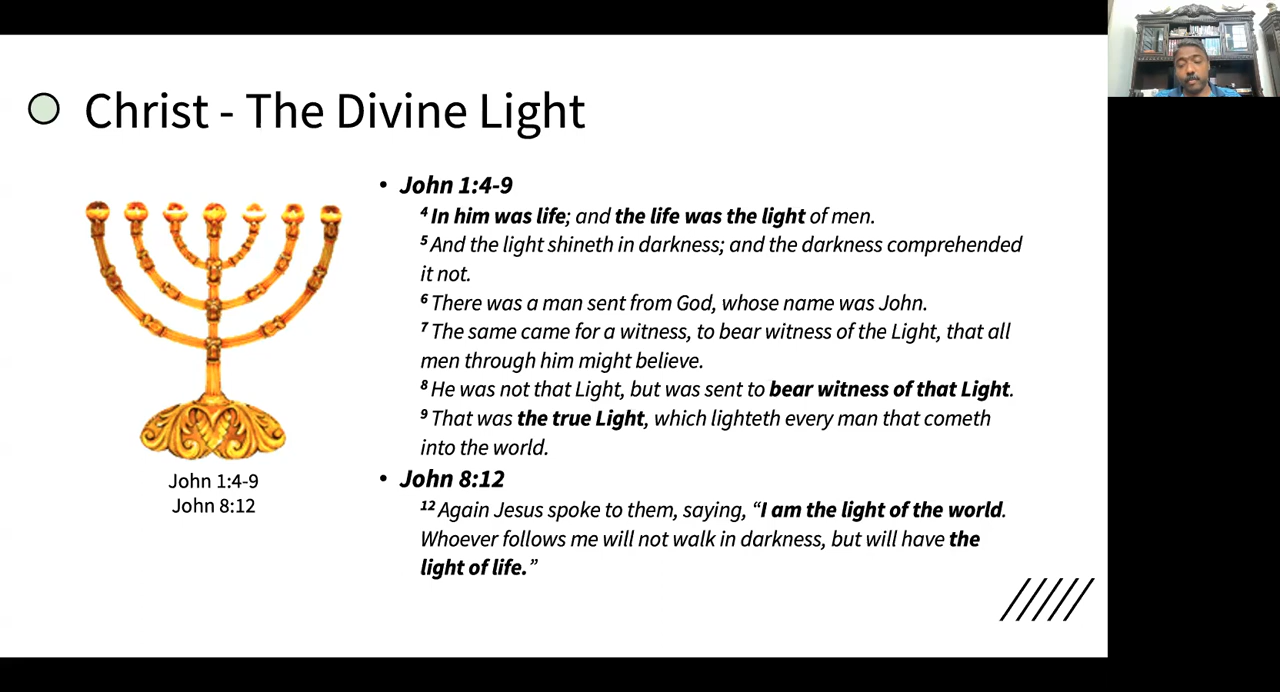 Christ - The Divine Light
• John 1:4-9
4 In him was life; and the life was the light of men.
5 And the light shineth in darkness; and the darkness comprehended
it not.
6 There was a man sent from God, whose name was John.
7 The same came for a witness, to bear witness of the Light, that all
men through him might believe.
8 He was not that Light, but was sent to bear witness of that Light.
9 That was the true Light, which lighteth every man that cometh
into the world.
• John 8:12
12 Again Jesus spoke to them, saying, “I am the light of the world.
Whoever follows me will not walk in darkness, but will have the
light of life.”
John 1:4-9
John 8:12